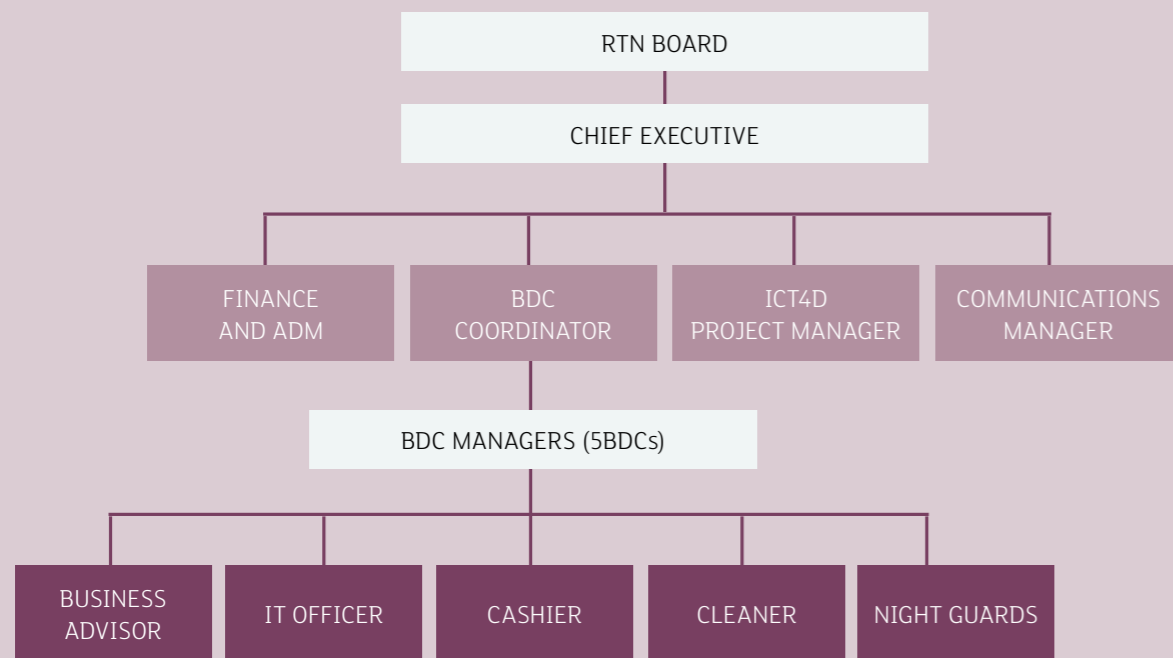 RTN BOARD
CHIEF EXECUTIVE
FINANCE
AND ADM
BDC
COORDINATOR
ICT4D
PROJECT MANAGER
COMMUNICATIONS
MANAGER
BDC MANAGERS (5BDCs)
BUSINESS
ADVISOR
IT OFFICER
CASHIER
CLEANER
NIGHT GUARDS